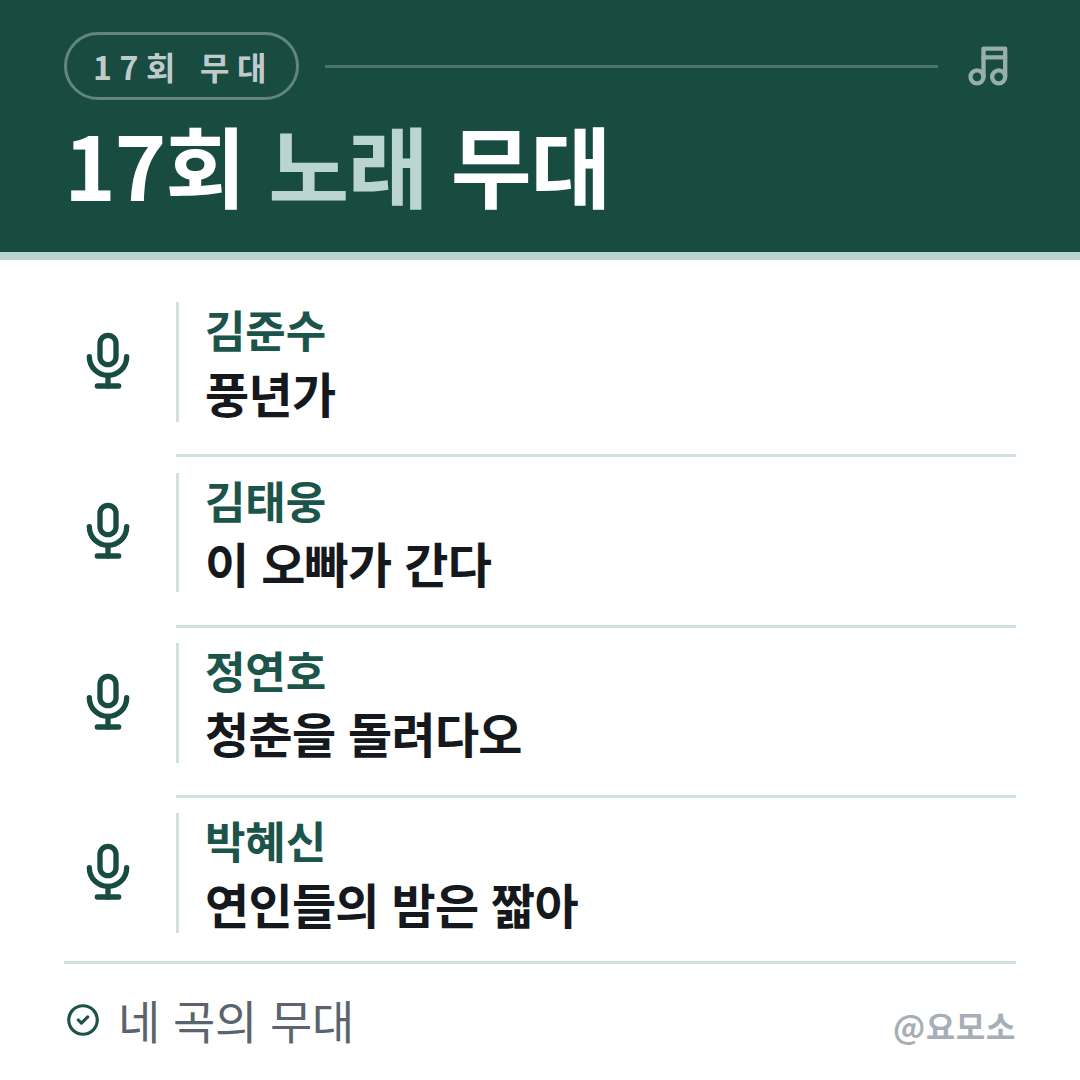 17회 무대
17회 노래 무대
김준수
풍년가
김태웅
이 오빠가 간다
정연호
청춘을 돌려다오
박혜신
연인들의 밤은 짧아
네 곡의 무대
@요모소